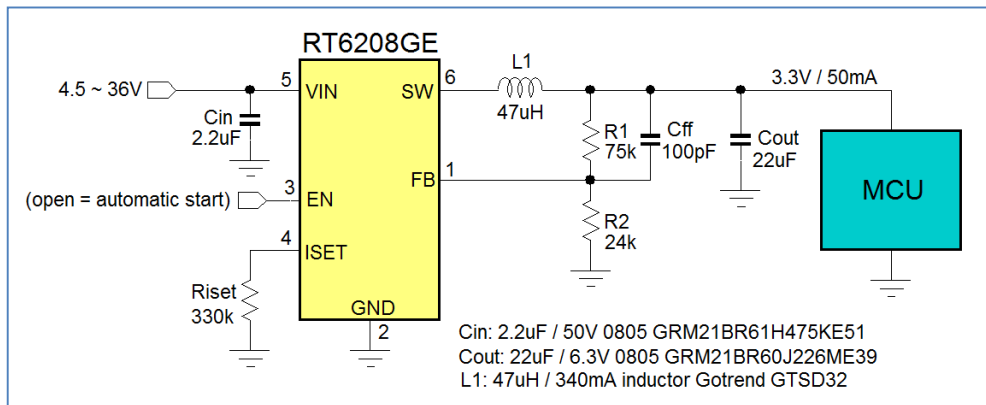 RT6208GE
4.5 ~ 36V
5
VIN
SW
6
L1
47uH
3.3V / 50mA
Cin
2.2uF
R1
75k
Cff
100pF
Cout
22uF
MCU
(open = automatic start)
3
EN
FB
1
4
ISET
R2
24k
Riset
330k
GND
2
Cin: 2.2uF / 50V 0805 GRM21BR61H475KE51
Cout: 22uF / 6.3V 0805 GRM21BR60J226ME39
L1: 47uH / 340mA inductor Gotrend GTSD32